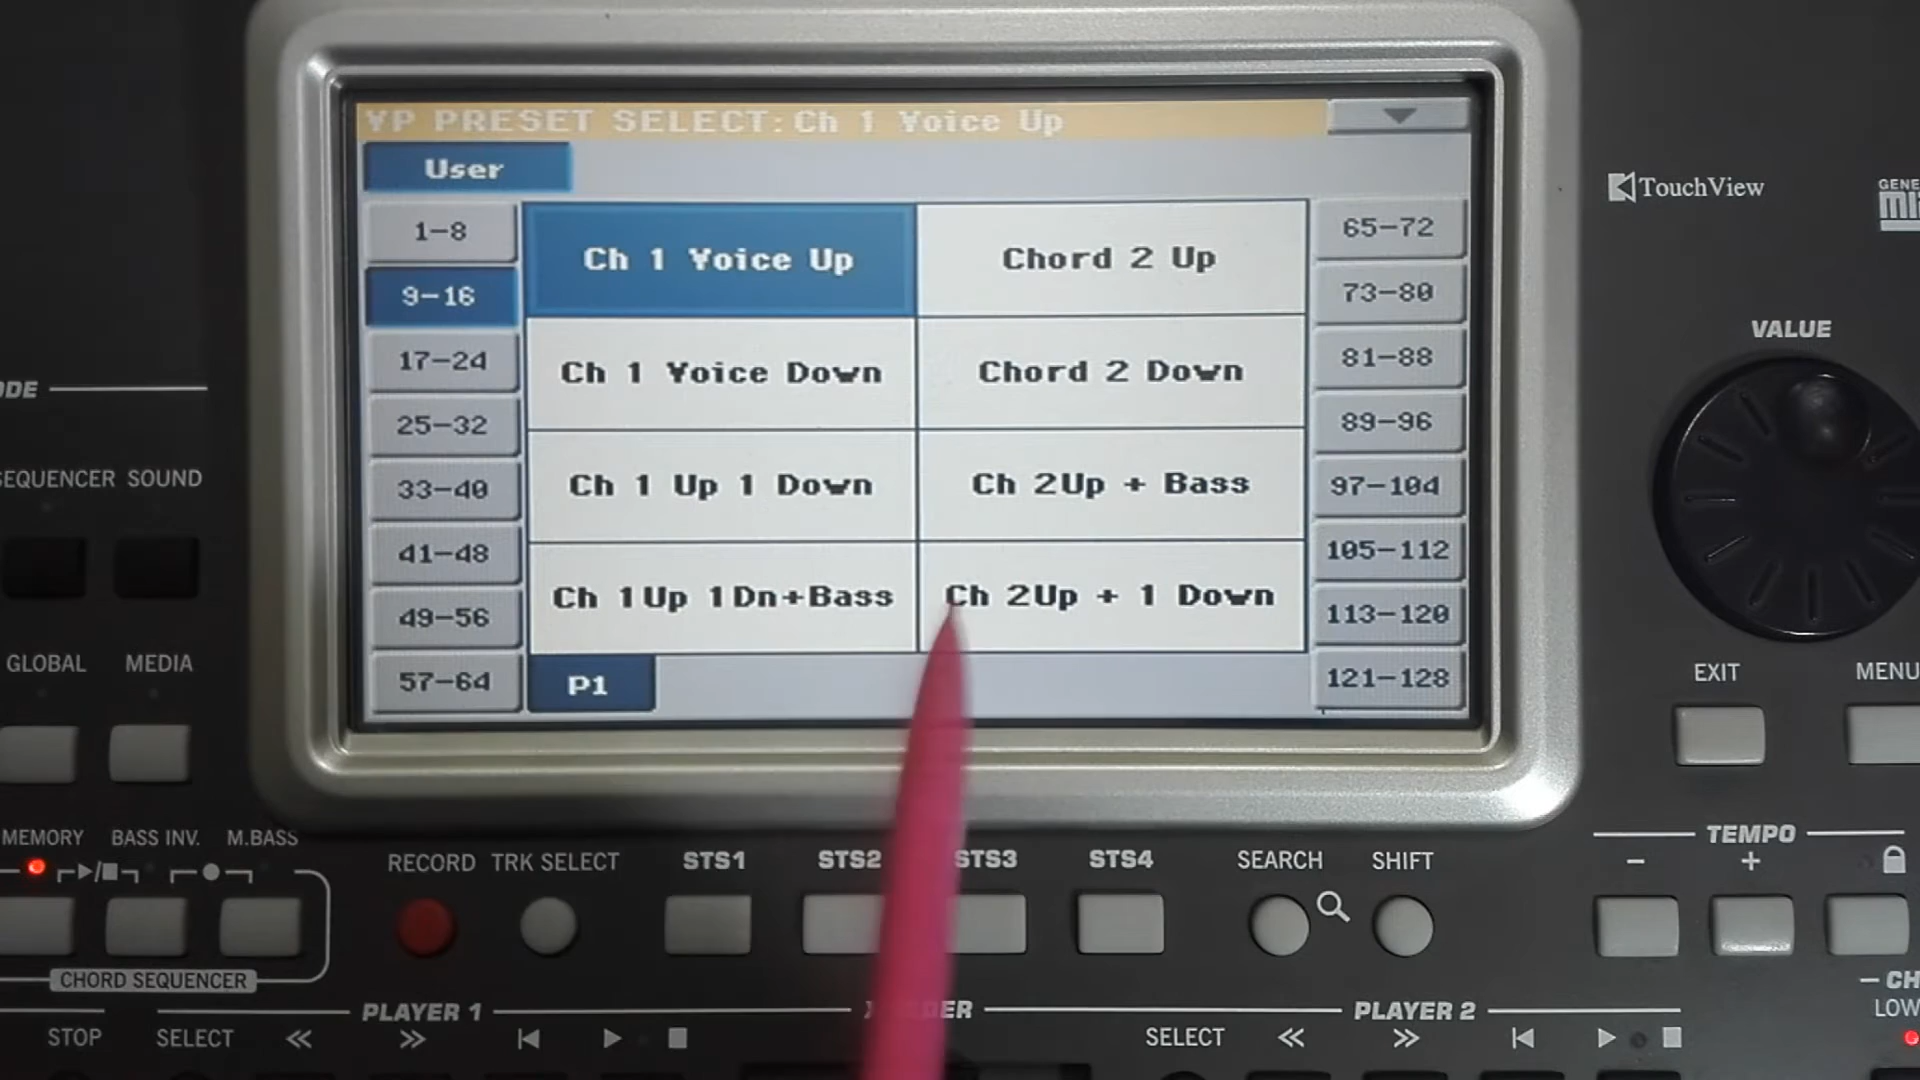 VP PRESET SELECT: Ch 1 Voice Up
User
1-8
9-16
17-24
25-32
33-40
41-48
49-56
57-64
Ch 1 Voice Up
Chord 2 Up
Ch 1 Voice Down
Chord 2 Down
Ch 1 Up 1 Down
Ch 2Up + Bass
Ch 1Up 1Dn+Bass
Ch 2Up + 1 Down
P1
65-72
73-80
81-88
89-96
97-104
105-112
113-120
121-128
TouchView
VALUE
SEQUENCER SOUND
GLOBAL MEDIA
EXIT MENU
MEMORY BASS INV. M.BASS
CHORD SEQUENCER
RECORD TRK SELECT STS1 STS2 STS3 STS4 SEARCH SHIFT
TEMPO
- +
PLAYER 1
PLAYER 2
STOP SELECT
SELECT